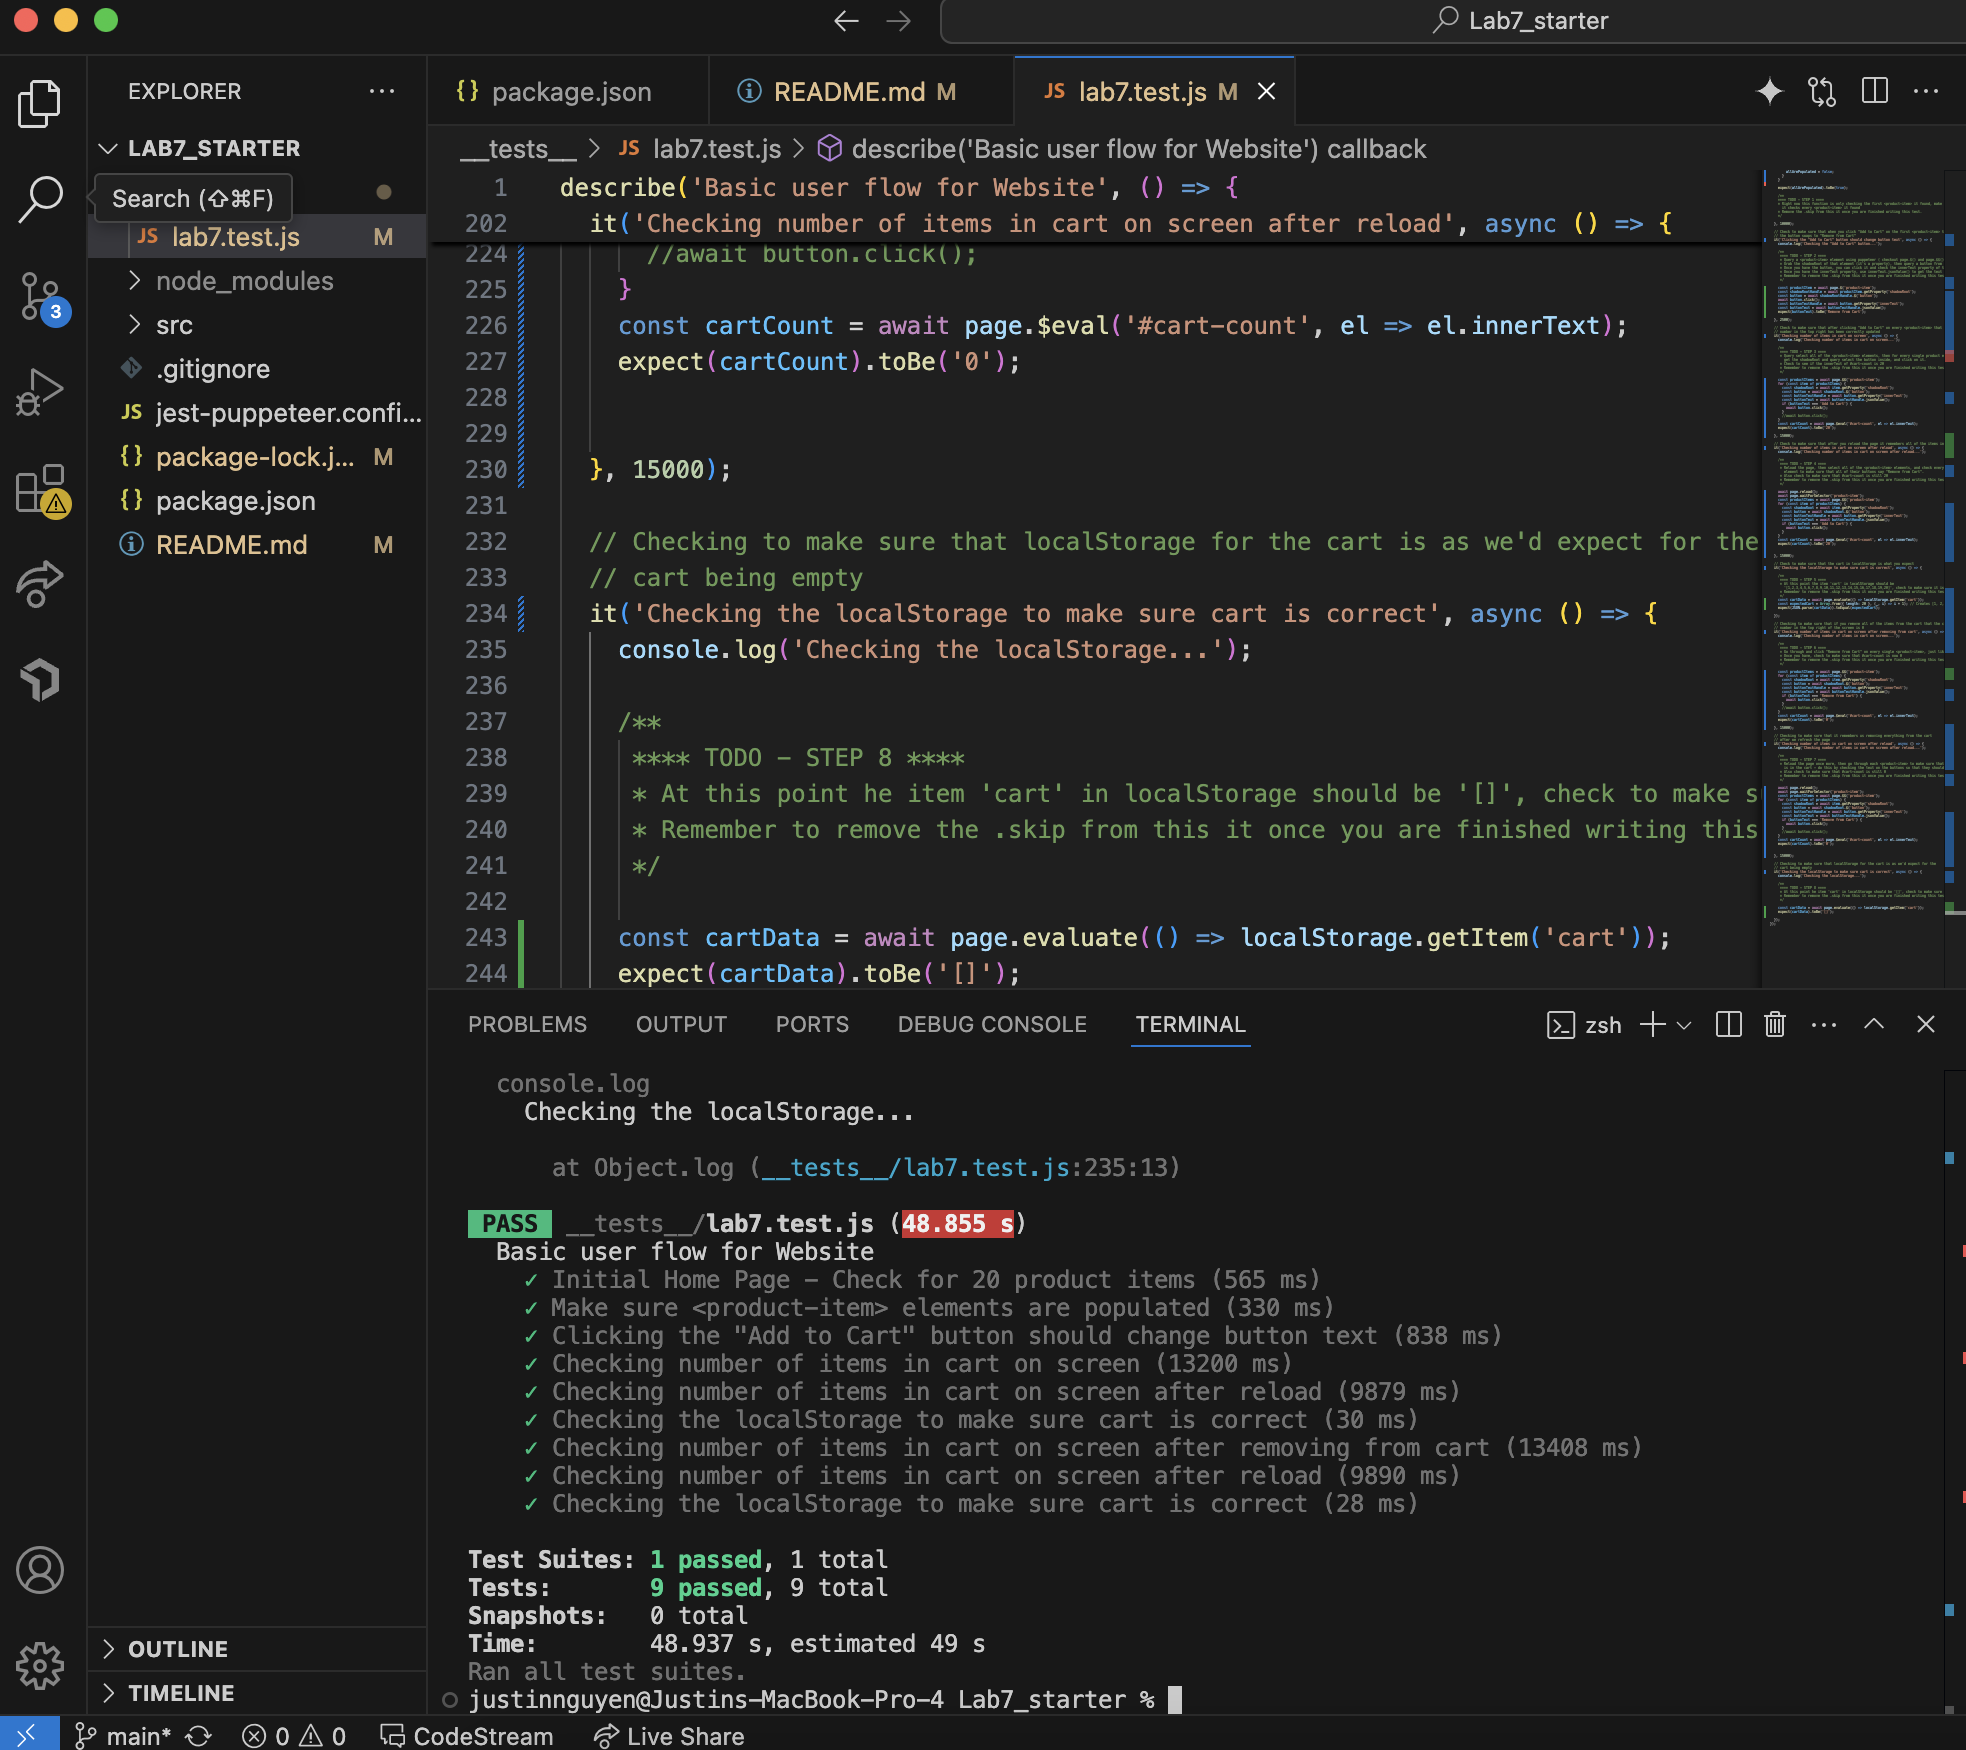 Lab7_starter
EXPLORER
LAB7_STARTER
Search (⇧⌘F)
JS lab7.test.js M
node_modules
src
.gitignore
JS jest-puppeteer.confi...
{} package-lock.j... M
{} package.json
README.md M
3
OUTLINE
TIMELINE
{} package.json
README.md M
JS lab7.test.js M
__tests__ > JS lab7.test.js > describe('Basic user flow for Website') callback
1 describe('Basic user flow for Website', () => {
202 it('Checking number of items in cart on screen after reload', async () => {
224 //await button.click();
225 }
226 const cartCount = await page.$eval('#cart-count', el => el.innerText);
227 expect(cartCount).toBe('0');
228
229
230 }, 15000);
231
232 // Checking to make sure that localStorage for the cart is as we'd expect for the
233 // cart being empty
234 it('Checking the localStorage to make sure cart is correct', async () => {
235 console.log('Checking the localStorage...');
236
237 /**
238 **** TODO - STEP 8 ****
239 * At this point he item 'cart' in localStorage should be '[]', check to make
240 * Remember to remove the .skip from this it once you are finished writing this
241 */
242
243 const cartData = await page.evaluate(() => localStorage.getItem('cart'));
244 expect(cartData).toBe('[]');
PROBLEMS OUTPUT PORTS DEBUG CONSOLE TERMINAL
zsh
console.log
Checking the localStorage...
at Object.log (__tests__/lab7.test.js:235:13)
PASS __tests__/lab7.test.js (48.855 s)
Basic user flow for Website
✓ Initial Home Page – Check for 20 product items (565 ms)
✓ Make sure <product-item> elements are populated (330 ms)
✓ Clicking the "Add to Cart" button should change button text (838 ms)
✓ Checking number of items in cart on screen (13200 ms)
✓ Checking number of items in cart on screen after reload (9879 ms)
✓ Checking the localStorage to make sure cart is correct (30 ms)
✓ Checking number of items in cart on screen after removing from cart (13408 ms)
✓ Checking number of items in cart on screen after reload (9890 ms)
✓ Checking the localStorage to make sure cart is correct (28 ms)
Test Suites: 1 passed, 1 total
Tests: 9 passed, 9 total
Snapshots: 0 total
Time: 48.937 s, estimated 49 s
Ran all test suites.
justinnguyen@Justins-MacBook-Pro-4 Lab7_starter %
main* 0 0 CodeStream Live Share